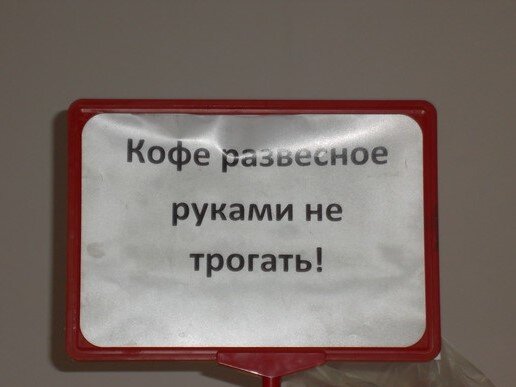 Кофе развесное
руками не
трогать!